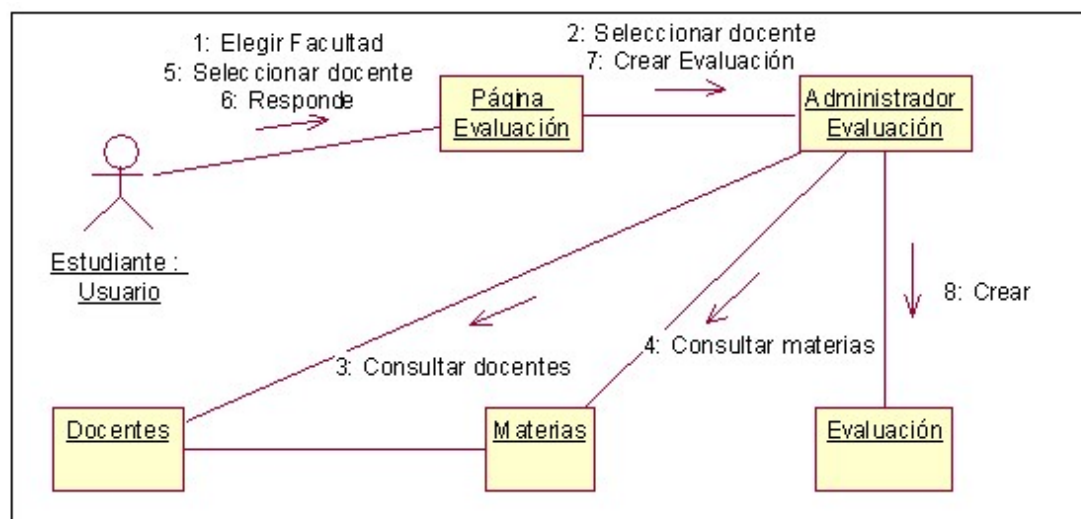 1: Elegir Facultad
5: Seleccionar docente
6: Responde
2: Seleccionar docente
7: Crear Evaluación
Página
Evaluación
Administrador
Evaluación
Estudiante :
Usuario
8: Crear
3: Consultar docentes
4: Consultar materias
Docentes
Materias
Evaluación